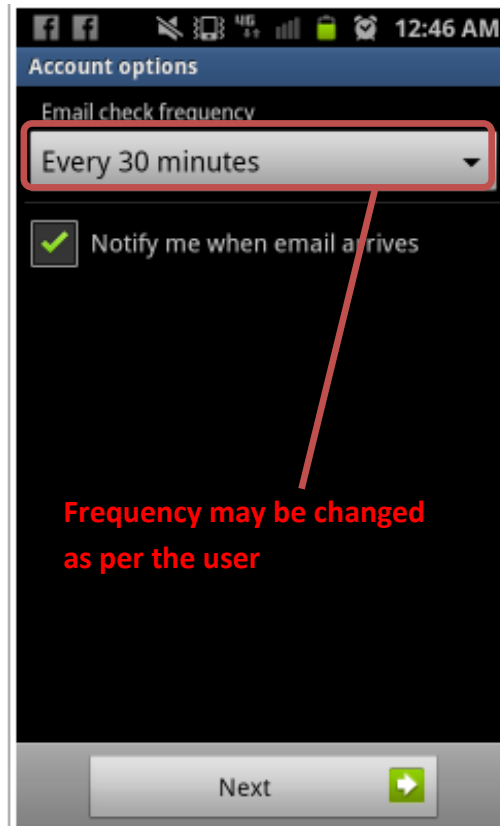 f f 4G 12:46 AM
Account options
Email check frequency
Every 30 minutes
Notify me when email arrives
Frequency may be changed
as per the user
Next